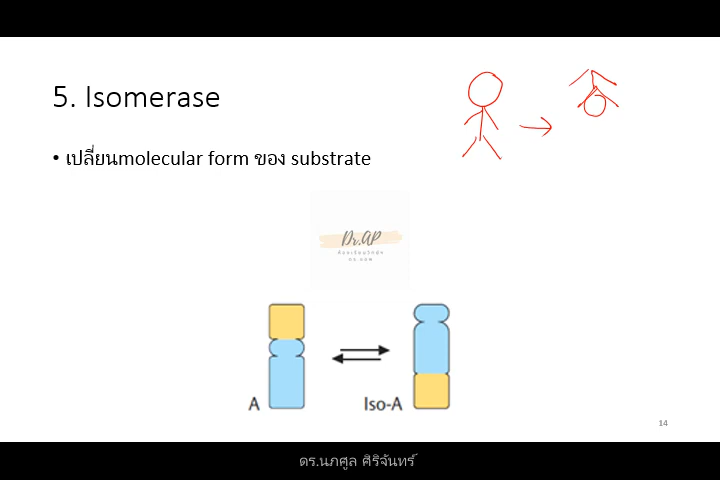 5. Isomerase
• เปลี่ยนmolecular form ของ substrate
Dr.AP
A
Iso-A
14
ดร.นภศูล ศิริจันทร์